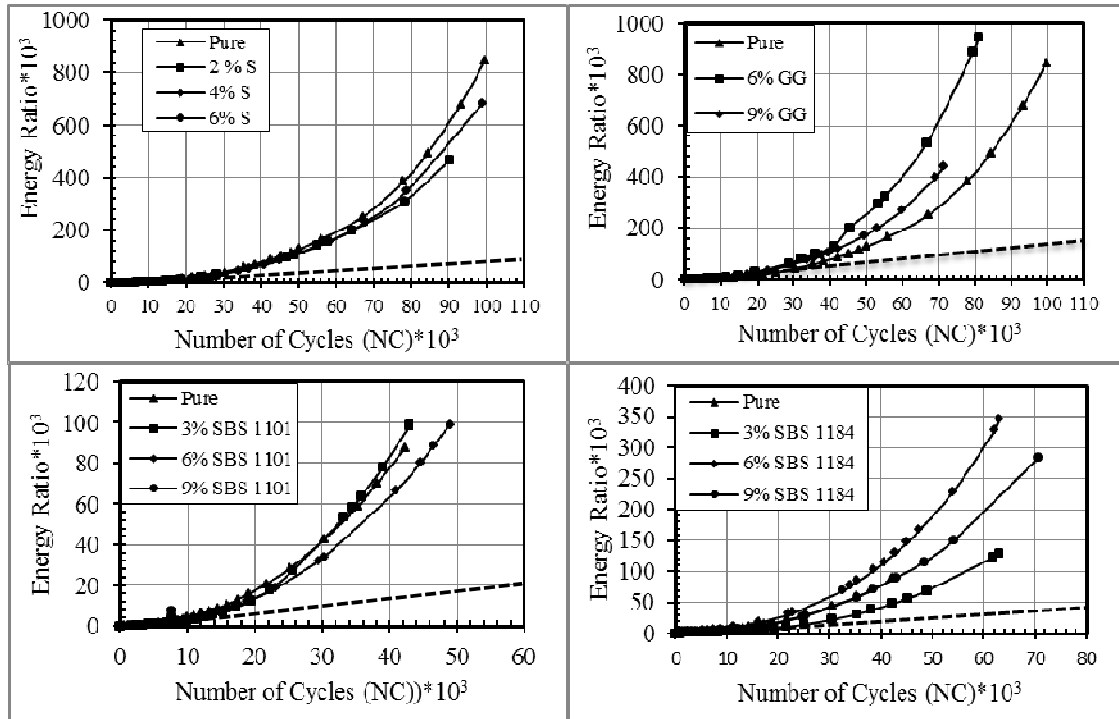 1000
800
600
400
200
0
Energy Ratio*10³
Pure
2 % S
4% S
6% S
0 10 20 30 40 50 60 70 80 90 100 110
Number of Cycles (NC)*10³
1000
800
600
400
200
0
Energy Ratio*10³
Pure
6% GG
9% GG
0 10 20 30 40 50 60 70 80 90 100 110
Number of Cycles (NC)*10³
120
100
80
60
40
20
0
Energy Ratio*10³
Pure
3% SBS 1101
6% SBS 1101
9% SBS 1101
0 10 20 30 40 50 60
Number of Cycles (NC))*10³
400
350
300
250
200
150
100
50
0
Energy Ratio*10³
Pure
3% SBS 1184
6% SBS 1184
9% SBS 1184
0 10 20 30 40 50 60 70 80
Number of Cycles (NC)*10³